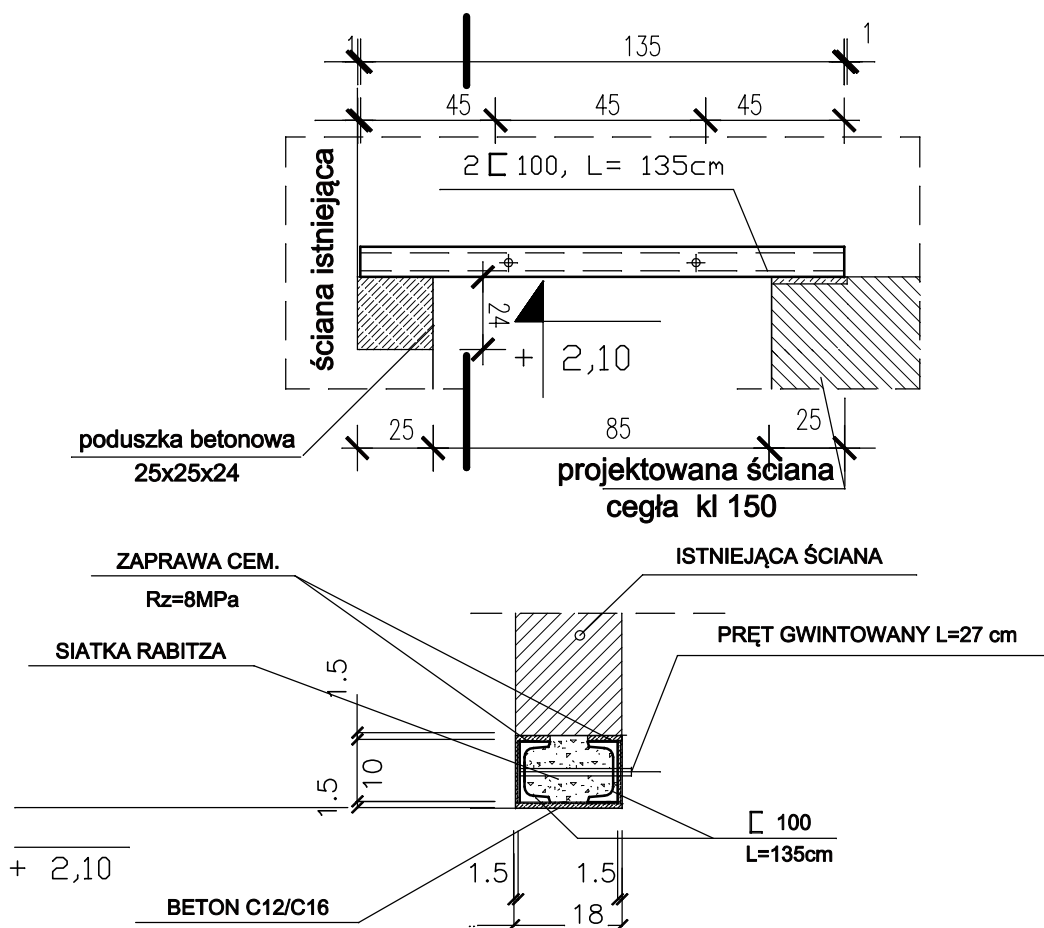 1
135
1
45
45
45
2 [ 100, L= 135cm
ściana istniejąca
24
+ 2,10
25
85
25
poduszka betonowa
25x25x24
projektowana ściana
cegła kl 150
ZAPRAWA CEM.
Rz=8MPa
ISTNIEJĄCA ŚCIANA
PRĘT GWINTOWANY L=27 cm
SIATKA RABITZA
1.5
10
1.5
[ 100
L=135cm
+ 2,10
1.5
1.5
BETON C12/C16
18